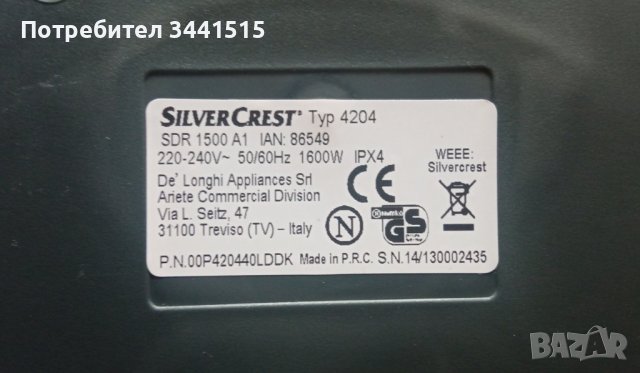 Потребител 3441515
SILVERCREST® Typ 4204
SDR 1500 A1 IAN: 86549
220-240V~ 50/60Hz 1600W IPX4
De' Longhi Appliances Srl
Ariete Commercial Division
Via L. Seitz, 47
31100 Treviso (TV) – Italy
CE
WEEE:
Silvercrest
N
Nemko
GS
P.N.00P420440LDDK Made in P.R.C. S.N.14/130002435
BAZAR